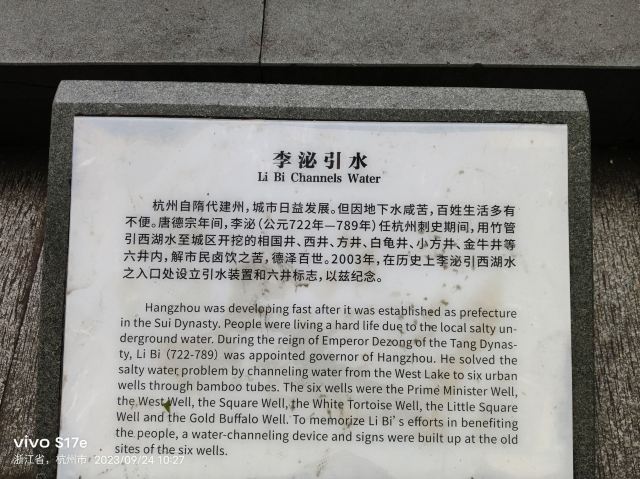 李泌引水
Li Bi Channels Water
杭州自隋代建州，城市日益发展。但因地下水咸苦，百姓生活多有
不便。唐德宗年间，李泌（公元722年—789年）任杭州刺史期间，用竹管
引西湖水至城区开挖的相国井、西井、方井、白龟井、小方井、金牛井等
六井内，解市民卤饮之苦，德泽百世。2003年，在历史上李泌引西湖水
之入口处设立引水装置和六井标志，以兹纪念。
Hangzhou was developing fast after it was established as prefecture
in the Sui Dynasty. People were living a hard life due to the local salty un-
derground water. During the reign of Emperor Dezong of the Tang Dynas-
ty, Li Bi（722-789）was appointed governor of Hangzhou. He solved the
salty water problem by channeling water from the West Lake to six urban
wells through bamboo tubes. The six wells were the Prime Minister Well,
the West Well, the Square Well, the White Tortoise Well, the Little Square
Well and the Gold Buffalo Well. To memorize Li Bi's efforts in benefiting
the people, a water-channeling device and signs were built up at the old
sites of the six wells.
vivo S17e
浙江省，杭州市 2023/09/24 10:27